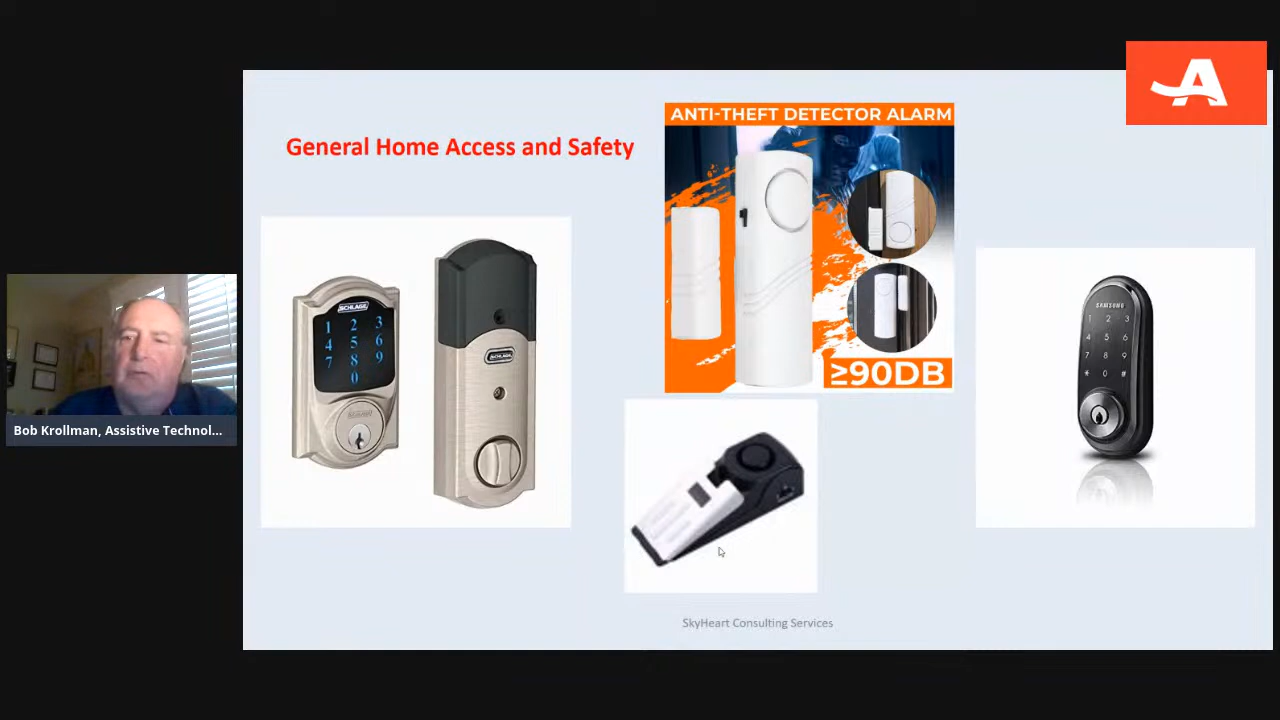 General Home Access and Safety
ANTI-THEFT DETECTOR ALARM
≥90DB
SCHLAGE
1 2 3
4 5 6
7 8 9
0
SCHLAGE
SCHLAGE
SAMSUNG
1 2 3
4 5 6
7 8 9
* 0 #
Bob Krollman, Assistive Technol...
SkyHeart Consulting Services